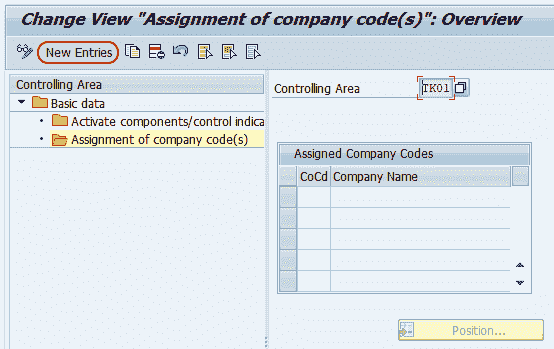 Change View "Assignment of company code(s)": Overview
New Entries
Controlling Area
Basic data
Activate components/control indica
Assignment of company code(s)
Controlling Area TK01
Assigned Company Codes
CoCd Company Name
Position...